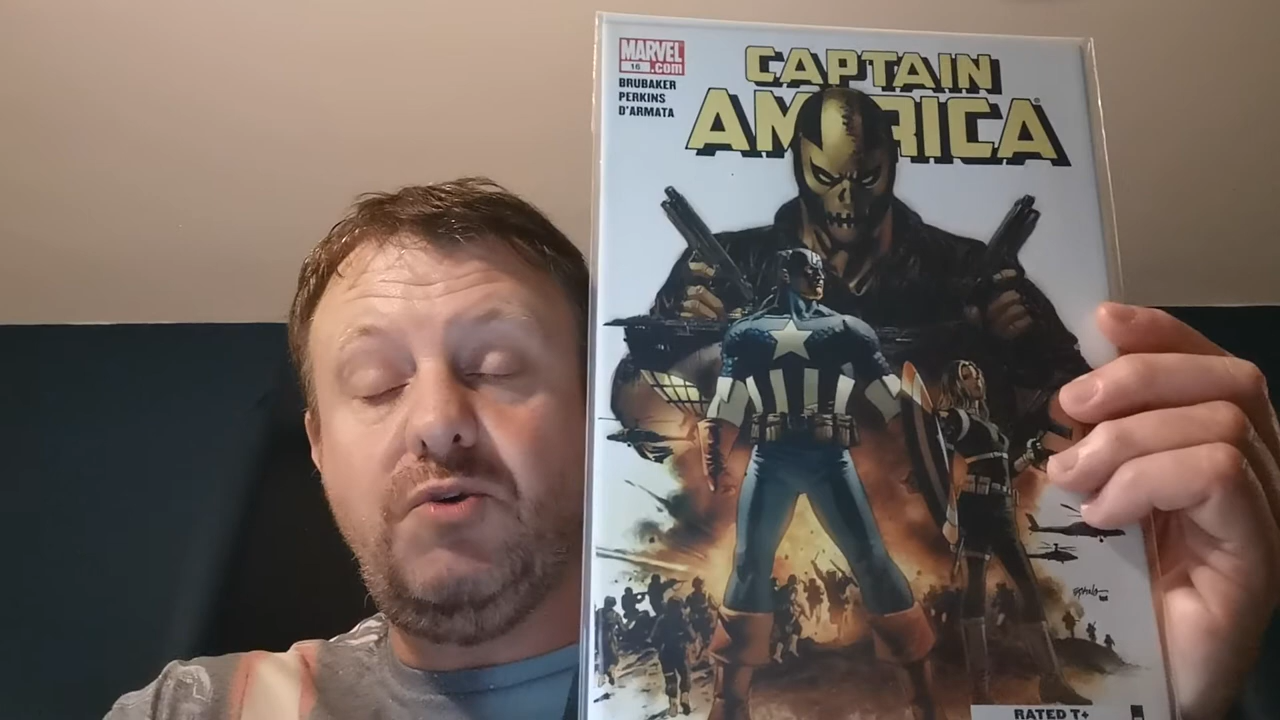 MARVEL
16 .com
BRUBAKER
PERKINS
D'ARMATA
CAPTAIN
AMERICA
RATED T+